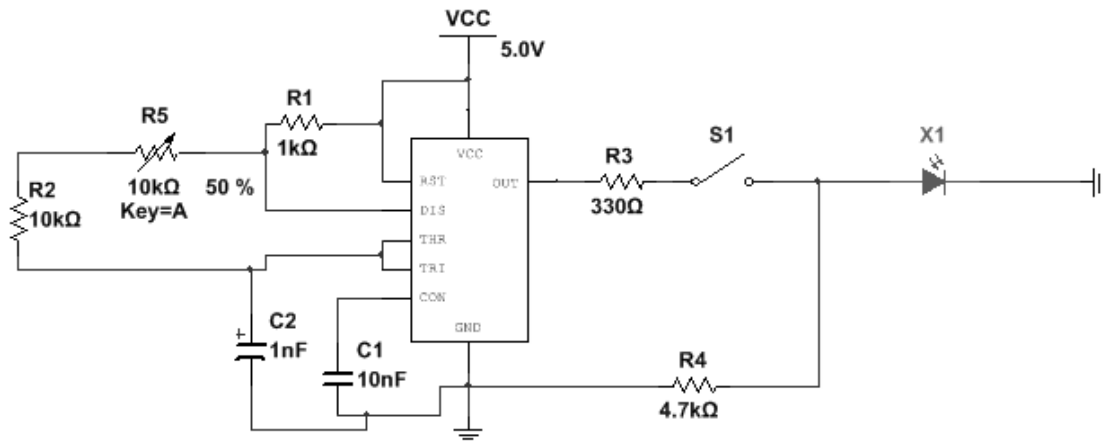 VCC
5.0V
R1
1kΩ
R5
10kΩ
Key=A
50 %
R2
10kΩ
VCC
RST
DIS
THR
TRI
CON
GND
OUT
R3
330Ω
S1
X1
C2
+
1nF
C1
10nF
R4
4.7kΩ